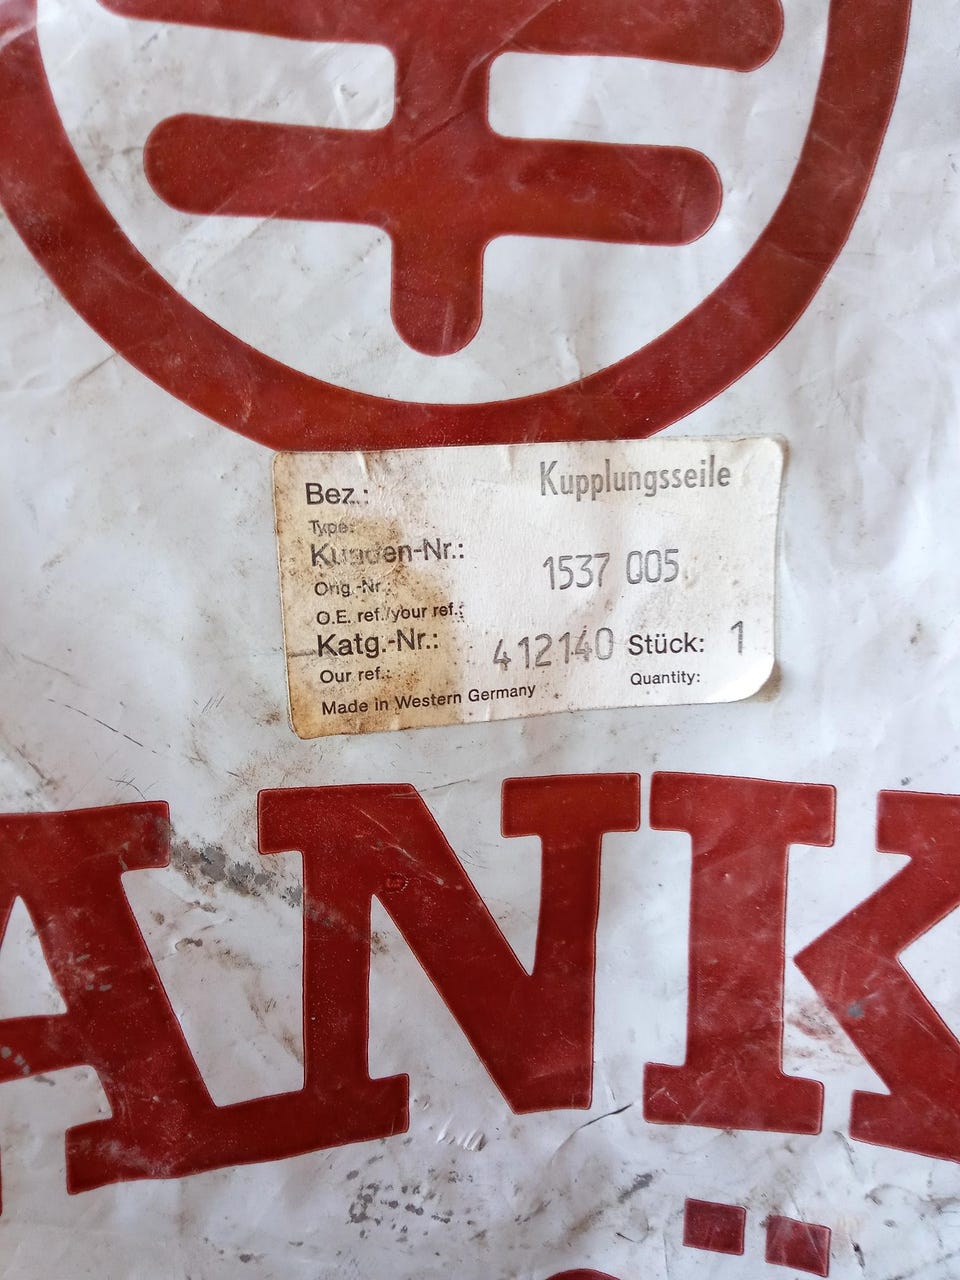 Bez.: Kupplungsseile
Type:
Kunden-Nr.: 1537 005
Orig.-Nr.:
O.E. ref./your ref.:
Katg.-Nr.: 412140 Stück: 1
Our ref.: Quantity:
Made in Western Germany
ANK